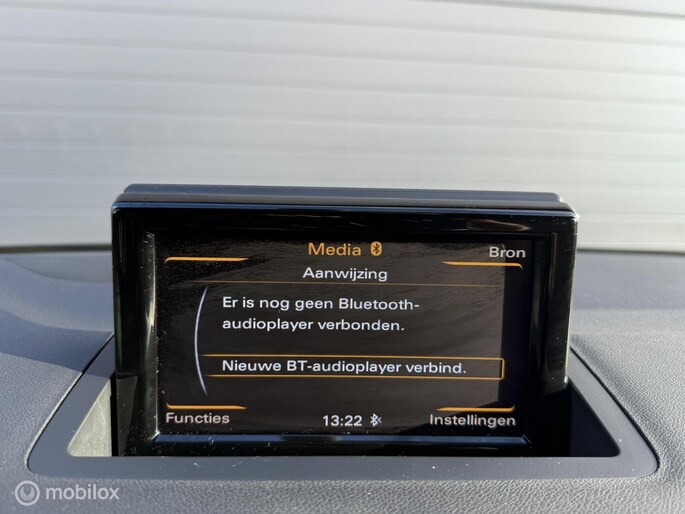 Media
Bron
Aanwijzing
Er is nog geen Bluetooth-
audioplayer verbonden.
Nieuwe BT-audioplayer verbind.
Functies
13:22
Instellingen
mobilox